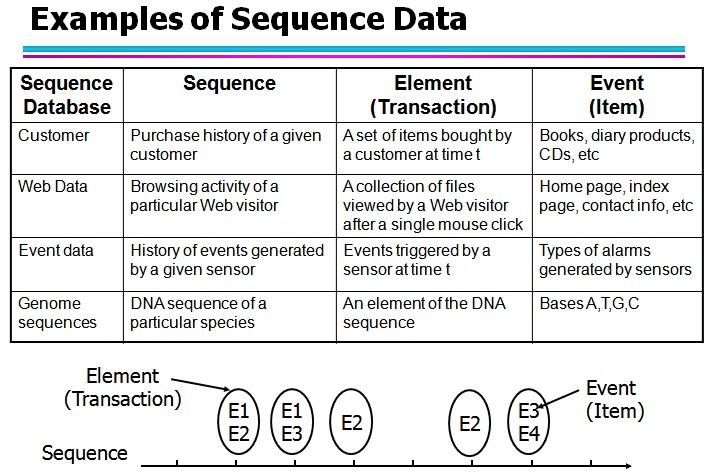 Examples of Sequence Data
Sequence Database
Sequence
Element (Transaction)
Event (Item)
Customer
Purchase history of a given
customer
A set of items bought by
a customer at time t
Books, diary products,
CDs, etc
Web Data
Browsing activity of a
particular Web visitor
A collection of files
viewed by a Web visitor
after a single mouse click
Home page, index
page, contact info, etc
Event data
History of events generated
by a given sensor
Events triggered by a
sensor at time t
Types of alarms
generated by sensors
Genome
sequences
DNA sequence of a
particular species
An element of the DNA
sequence
Bases A,T,G,C
Element
(Transaction)
E1
E2
E1
E3
E2
E2
E3
E4
Event
(Item)
Sequence